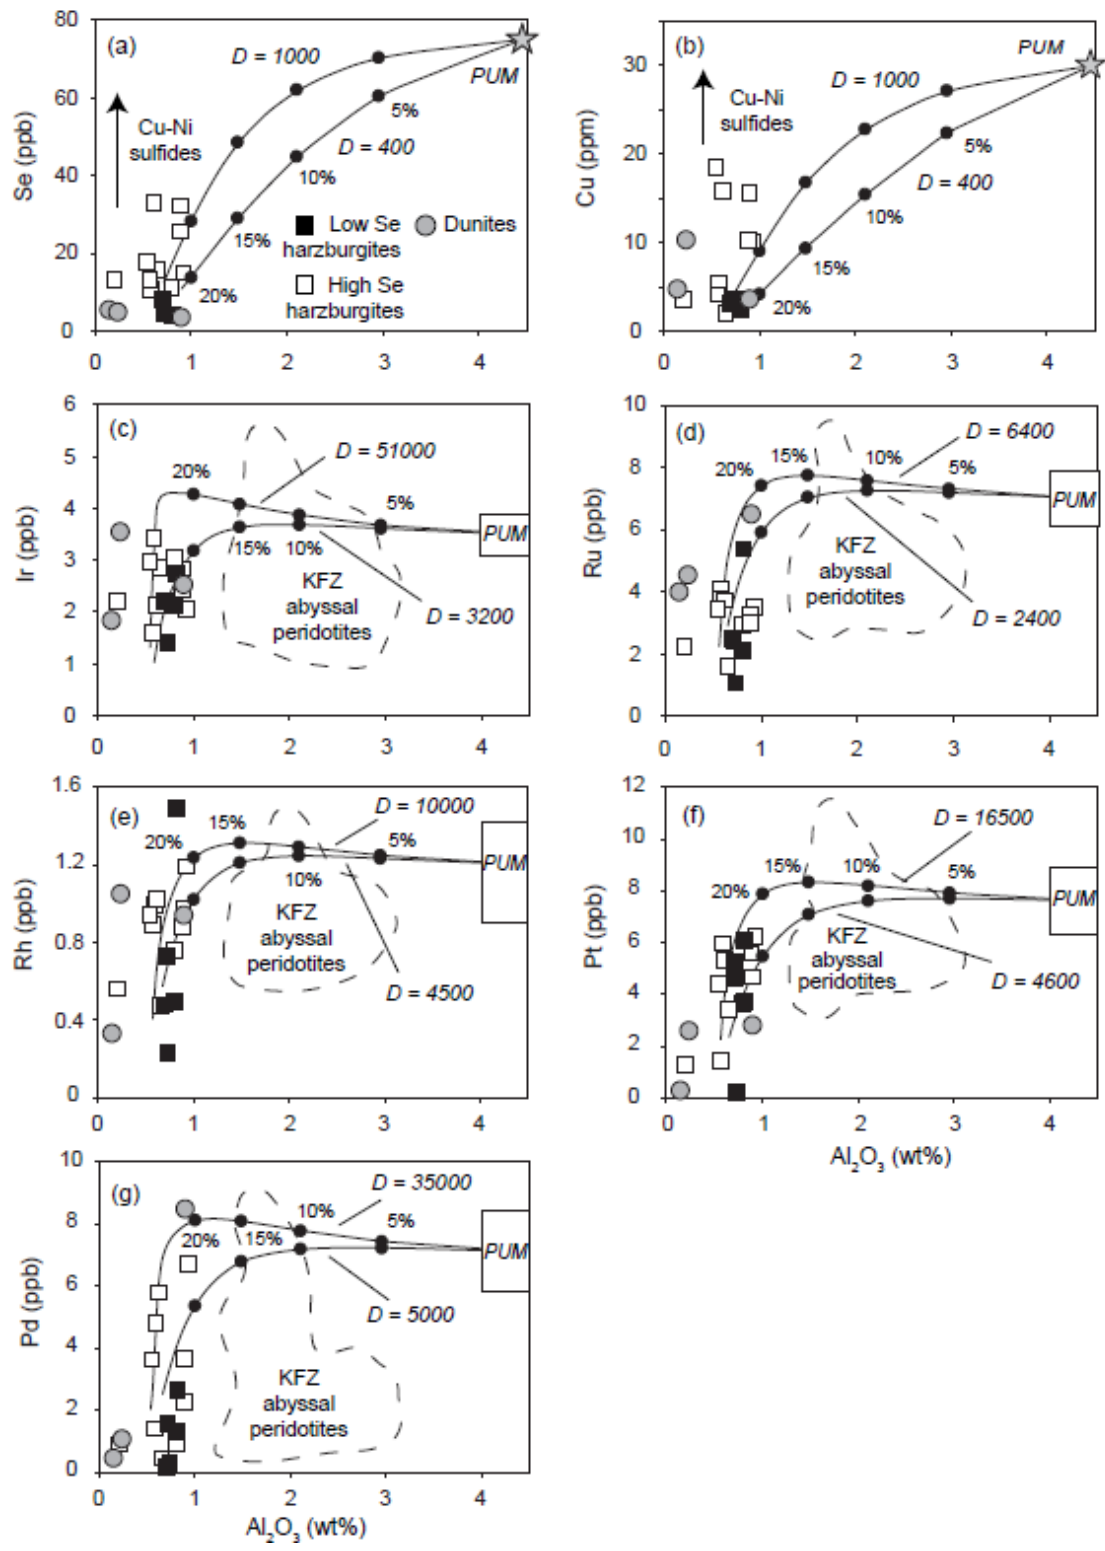 (a)
80
60
40
20
0
Se (ppb)
D = 1000
PUM
Cu-Ni
sulfides
5%
D = 400
10%
15%
20%
Low Se
harzburgites
Dunites
High Se
harzburgites
0 1 2 3 4
(b)
30
20
10
0
Cu (ppm)
PUM
D = 1000
Cu-Ni
sulfides
5%
D = 400
10%
15%
20%
0 1 2 3 4
(c)
6
5
4
3
2
1
0
Ir (ppb)
20%
D = 51000
5%
PUM
15% 10%
KFZ
abyssal
peridotites
D = 3200
0 1 2 3 4
(d)
10
8
6
4
2
0
Ru (ppb)
D = 6400
15%
10%
20%
5%
PUM
KFZ
abyssal
peridotites
D = 2400
0 1 2 3 4
(e)
1.6
1.2
0.8
0.4
0
Rh (ppb)
D = 10000
15%
20%
5%
PUM
10%
KFZ
abyssal
peridotites
D = 4500
0 1 2 3 4
(f)
12
10
8
6
4
2
0
Pt (ppb)
D = 16500
15% 10%
5%
20%
PUM
KFZ
abyssal
peridotites
D = 4600
0 1 2 3 4
Al₂O₃ (wt%)
(g)
10
8
6
4
2
0
Pd (ppb)
D = 35000
10%
5%
20% 15%
PUM
D = 5000
KFZ
abyssal
peridotites
0 1 2 3 4
Al₂O₃ (wt%)